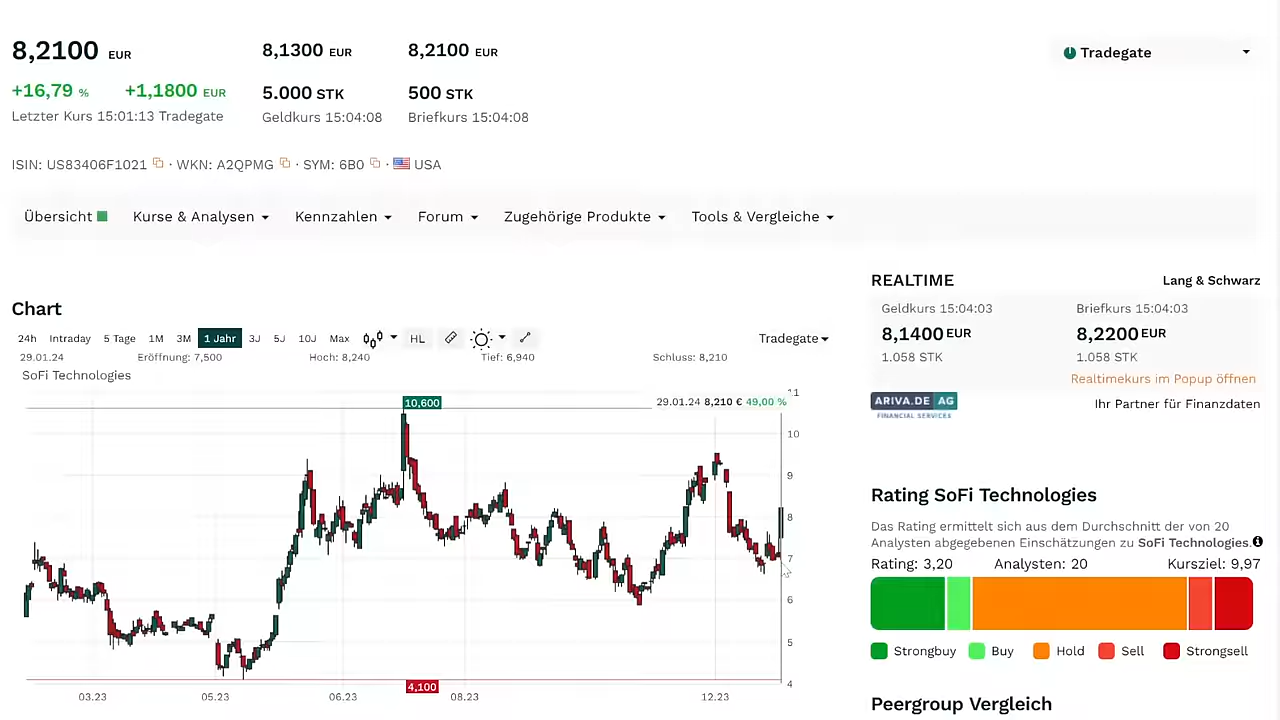 8,2100 EUR
8,1300 EUR
8,2100 EUR
Tradegate
+16,79 %
+1,1800 EUR
5.000 STK
500 STK
Letzter Kurs 15:01:13 Tradegate
Geldkurs 15:04:08
Briefkurs 15:04:08
ISIN: US83406F1021 · WKN: A2QPMG · SYM: 6B0 · USA
Übersicht
Kurse & Analysen
Kennzahlen
Forum
Zugehörige Produkte
Tools & Vergleiche
Chart
24h Intraday 5 Tage 1M 3M 1 Jahr 3J 5J 10J Max HL Tradegate
29.01.24 Eröffnung: 7,500 Hoch: 8,240 Tief: 6,940 Schluss: 8,210
SoFi Technologies
10,600
29.01.24 8,210 € 49,00 %
11
10
9
8
7
6
5
4
4,100
03.23 05.23 06.23 08.23 12.23
REALTIME
Lang & Schwarz
Geldkurs 15:04:03
Briefkurs 15:04:03
8,1400 EUR
8,2200 EUR
1.058 STK
1.058 STK
Realtimekurs im Popup öffnen
ARIVA.DE AG
FINANCIAL SERVICES
Ihr Partner für Finanzdaten
Rating SoFi Technologies
Das Rating ermittelt sich aus dem Durchschnitt der von 20
Analysten abgegebenen Einschätzungen zu SoFi Technologies.
Rating: 3,20 Analysten: 20 Kursziel: 9,97
Strongbuy Buy Hold Sell Strongsell
Peergroup Vergleich